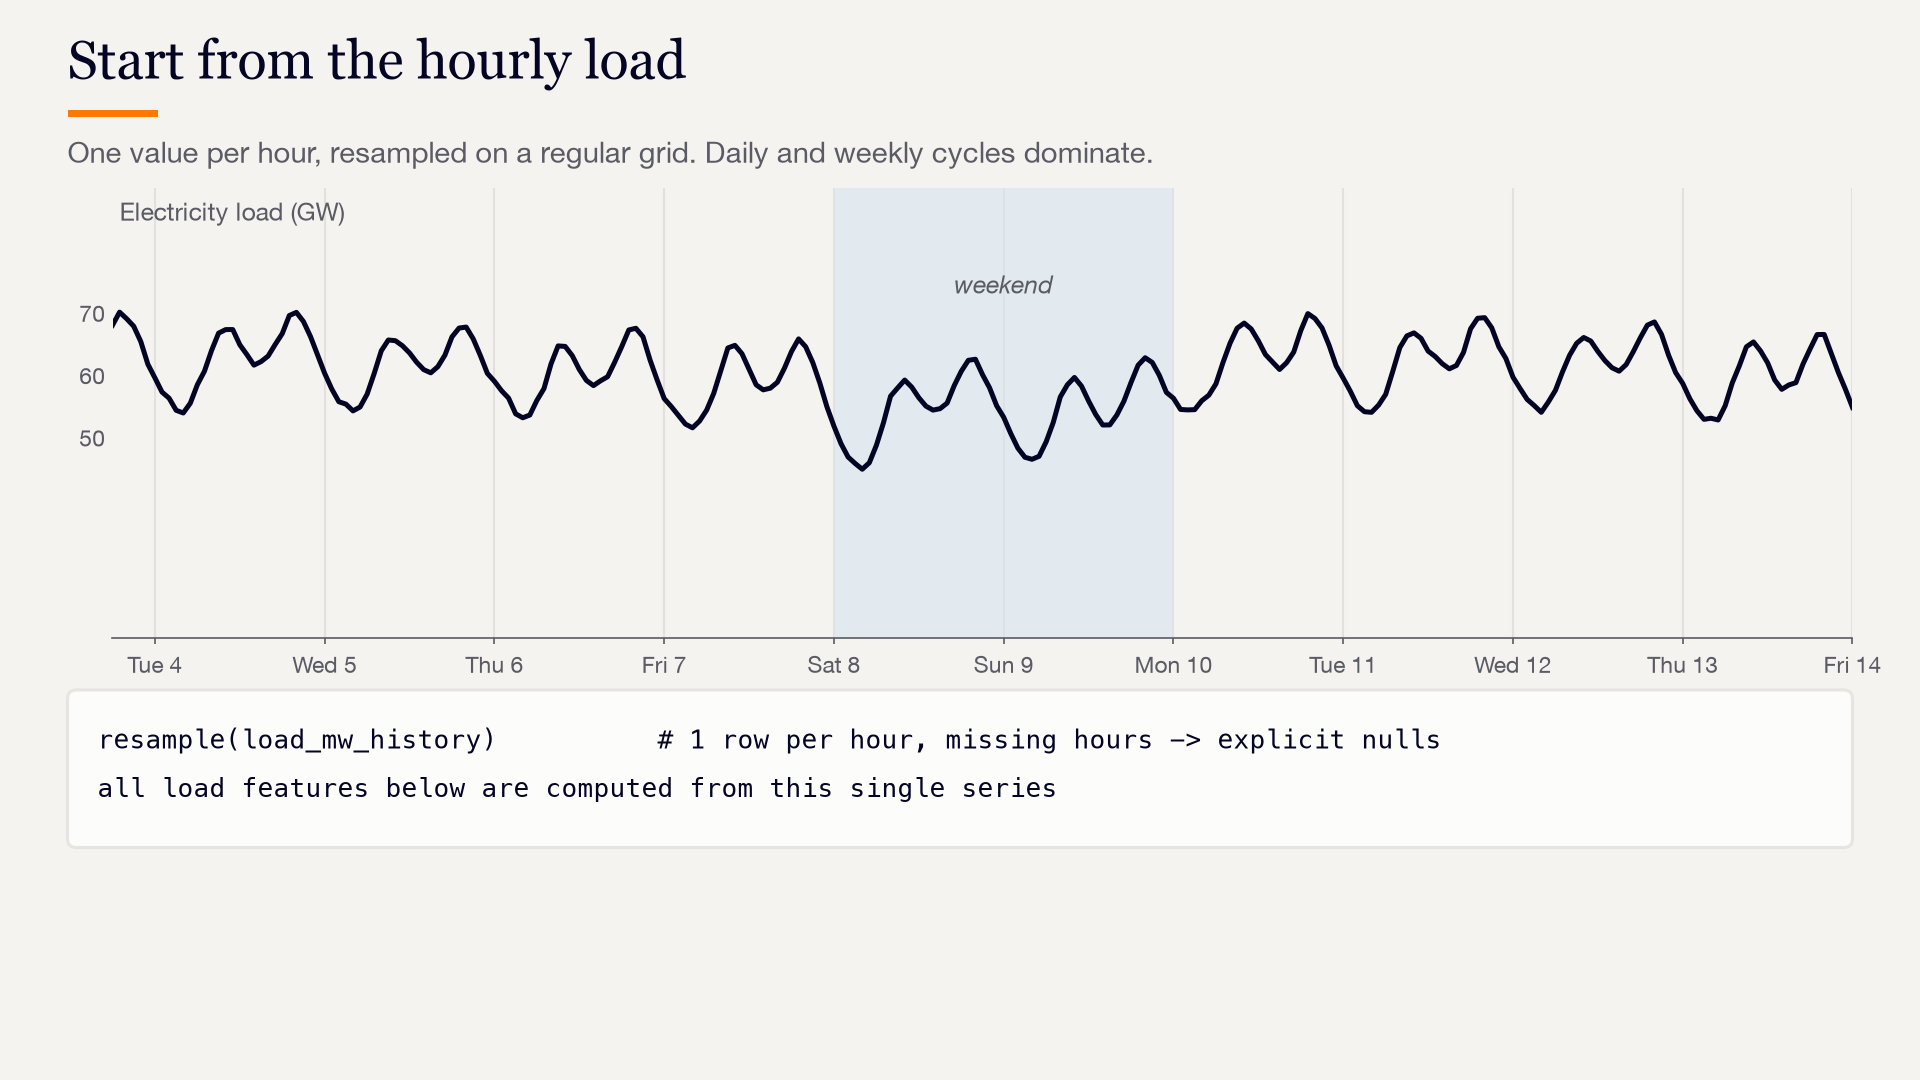 Start from the hourly load
One value per hour, resampled on a regular grid. Daily and weekly cycles dominate.
Electricity load (GW)
weekend
70
60
50
Tue 4 Wed 5 Thu 6 Fri 7 Sat 8 Sun 9 Mon 10 Tue 11 Wed 12 Thu 13 Fri 14
resample(load_mw_history) # 1 row per hour, missing hours —> explicit nulls
all load features below are computed from this single series